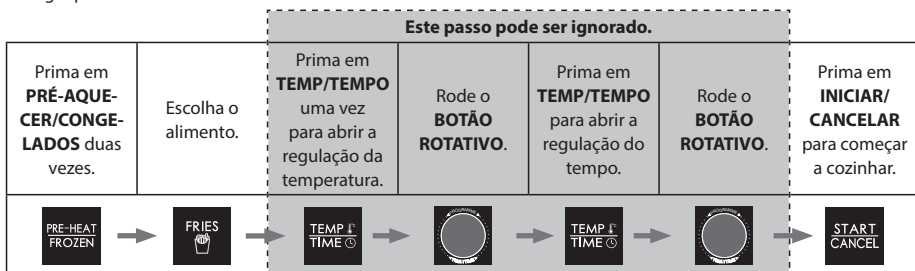 Este passo pode ser ignorado.
Prima em
PRÉ-AQUE-
CER/CONGE-
LADOS duas
vezes.
Escolha o
alimento.
Prima em
TEMP/TEMPO
uma vez
para abrir a
regulação da
temperatura.
Rode o
BOTÃO
ROTATIVO.
Prima em
TEMP/TEMPO
para abrir a
regulação do
tempo.
Rode o
BOTÃO
ROTATIVO.
Prima em
INICIAR/
CANCELAR
para começar
a cozinhar.
PRE-HEAT
FROZEN
FRIES
TEMP
TIME
TEMP
TIME
START
CANCEL